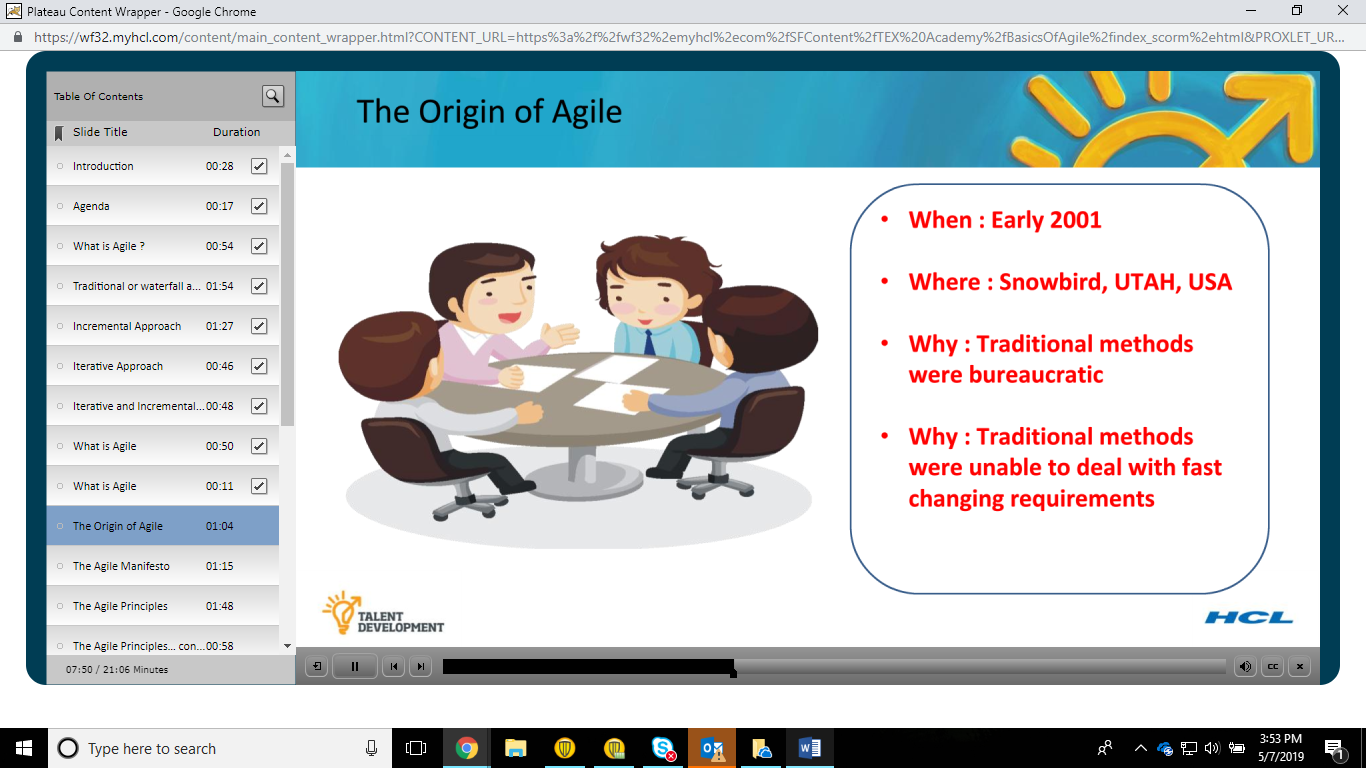 Plateau Content Wrapper - Google Chrome
https://wf32.myhcl.com/content/main_content_wrapper.html?CONTENT_URL=https%3a%2f%2fwf32%2emyhcl%2ecom%2fSFContent%2fTEX%20Academy%2fBasicsOfAgile%2findex_scorm%2ehtml&PROXLET_UR...
Table Of Contents
Slide Title Duration
Introduction 00:28
Agenda 00:17
What is Agile ? 00:54
Traditional or waterfall a... 01:54
Incremental Approach 01:27
Iterative Approach 00:46
Iterative and Incremental... 00:48
What is Agile 00:50
What is Agile 00:11
The Origin of Agile 01:04
The Agile Manifesto 01:15
The Agile Principles 01:48
The Agile Principles... con... 00:58
07:50 / 21:06 Minutes
The Origin of Agile
• When : Early 2001
• Where : Snowbird, UTAH, USA
• Why : Traditional methods
were bureaucratic
• Why : Traditional methods
were unable to deal with fast
changing requirements
TALENT
DEVELOPMENT
HCL
CC
Type here to search
3:53 PM
5/7/2019
1